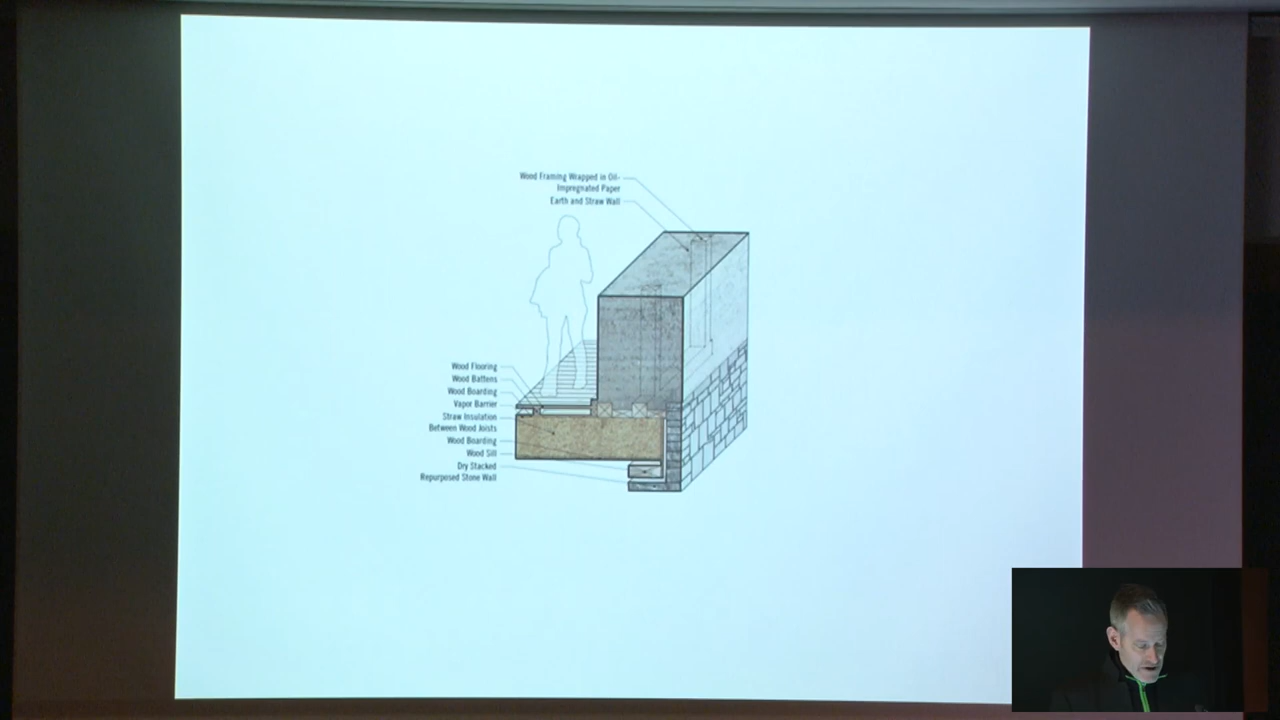 Wood Framing Wrapped in Oil-
Impregnated Paper
Earth and Straw Wall
Wood Flooring
Wood Battens
Wood Boarding
Vapor Barrier
Straw Insulation
Between Wood Joists
Wood Boarding
Wood Sill
Dry Stacked
Repurposed Stone Wall